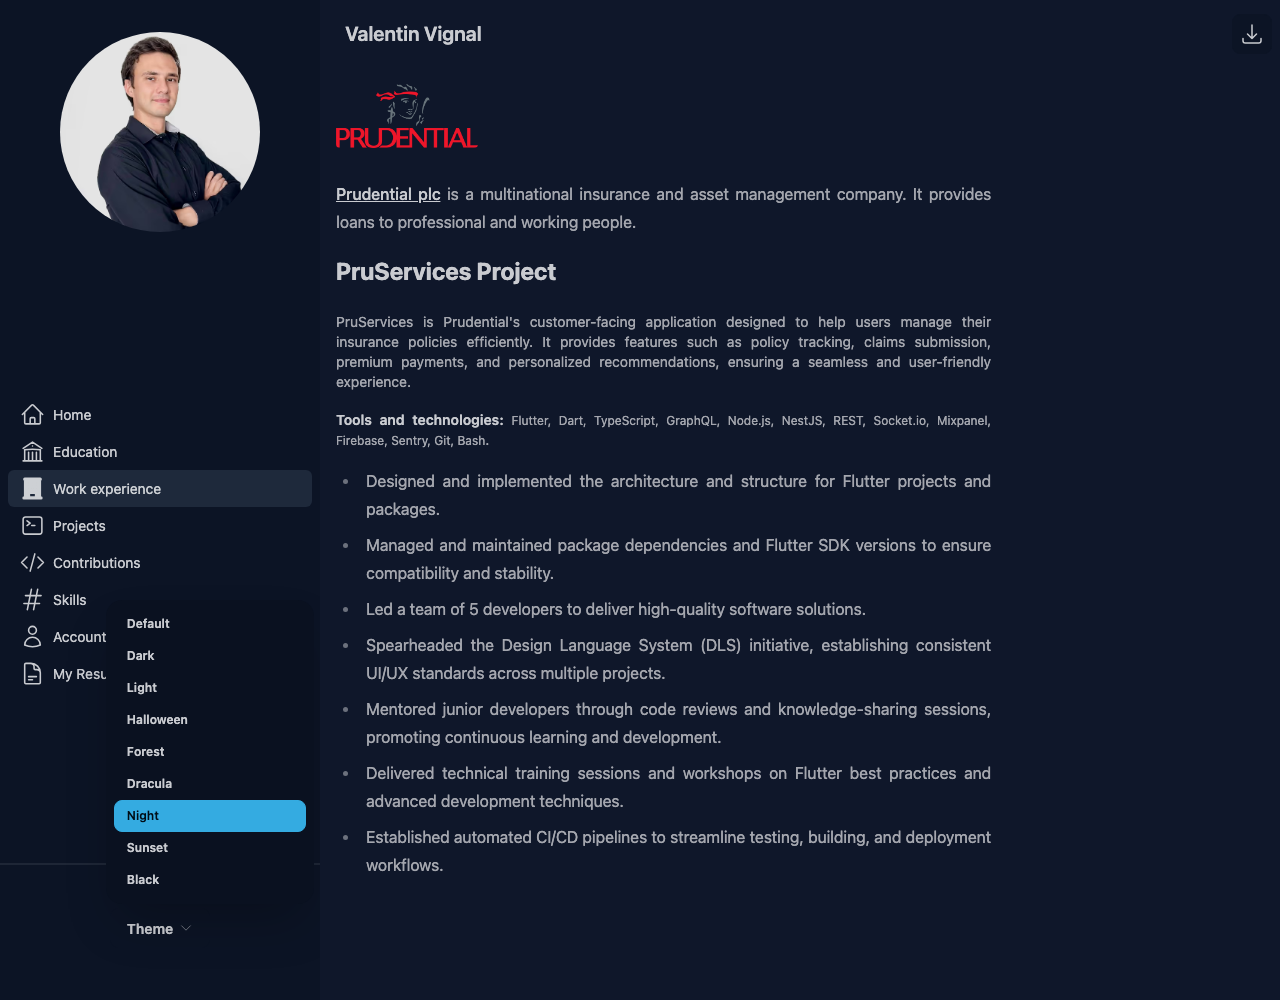 Valentin Vignal
PRUDENTIAL
Prudential plc is a multinational insurance and asset management company. It provides
loans to professional and working people.
PruServices Project
PruServices is Prudential's customer-facing application designed to help users manage their
insurance policies efficiently. It provides features such as policy tracking, claims submission,
premium payments, and personalized recommendations, ensuring a seamless and user-friendly
experience.
Tools and technologies: Flutter, Dart, TypeScript, GraphQL, Node.js, NestJS, REST, Socket.io, Mixpanel,
Firebase, Sentry, Git, Bash.
Designed and implemented the architecture and structure for Flutter projects and
packages.
Managed and maintained package dependencies and Flutter SDK versions to ensure
compatibility and stability.
Led a team of 5 developers to deliver high-quality software solutions.
Spearheaded the Design Language System (DLS) initiative, establishing consistent
UI/UX standards across multiple projects.
Mentored junior developers through code reviews and knowledge-sharing sessions,
promoting continuous learning and development.
Delivered technical training sessions and workshops on Flutter best practices and
advanced development techniques.
Established automated CI/CD pipelines to streamline testing, building, and deployment
workflows.
Home
Education
Work experience
Projects
Contributions
Skills
Account
My Resu
Default
Dark
Light
Halloween
Forest
Dracula
Night
Sunset
Black
Theme